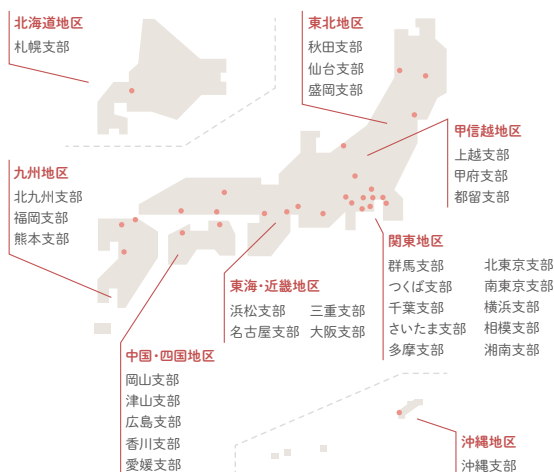 北海道地区
札幌支部
東北地区
秋田支部
仙台支部
盛岡支部
甲信越地区
上越支部
甲府支部
都留支部
九州地区
北九州支部
福岡支部
熊本支部
関東地区
群馬支部 北東京支部
つくば支部 南東京支部
千葉支部 横浜支部
さいたま支部 相模支部
多摩支部 湘南支部
東海・近畿地区
浜松支部 三重支部
名古屋支部 大阪支部
中国・四国地区
岡山支部
津山支部
広島支部
香川支部
愛媛支部
沖縄地区
沖縄支部